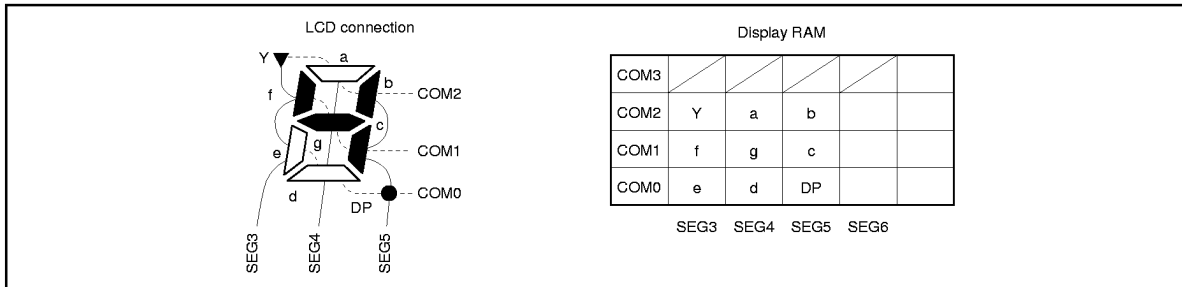 LCD connection
Y
a
b
f
COM2
c
g
COM1
e
d
DP
COM0
SEG3
SEG4
SEG5
Display RAM
COM3
COM2 Y a b
COM1 f g c
COM0 e d DP
SEG3 SEG4 SEG5 SEG6